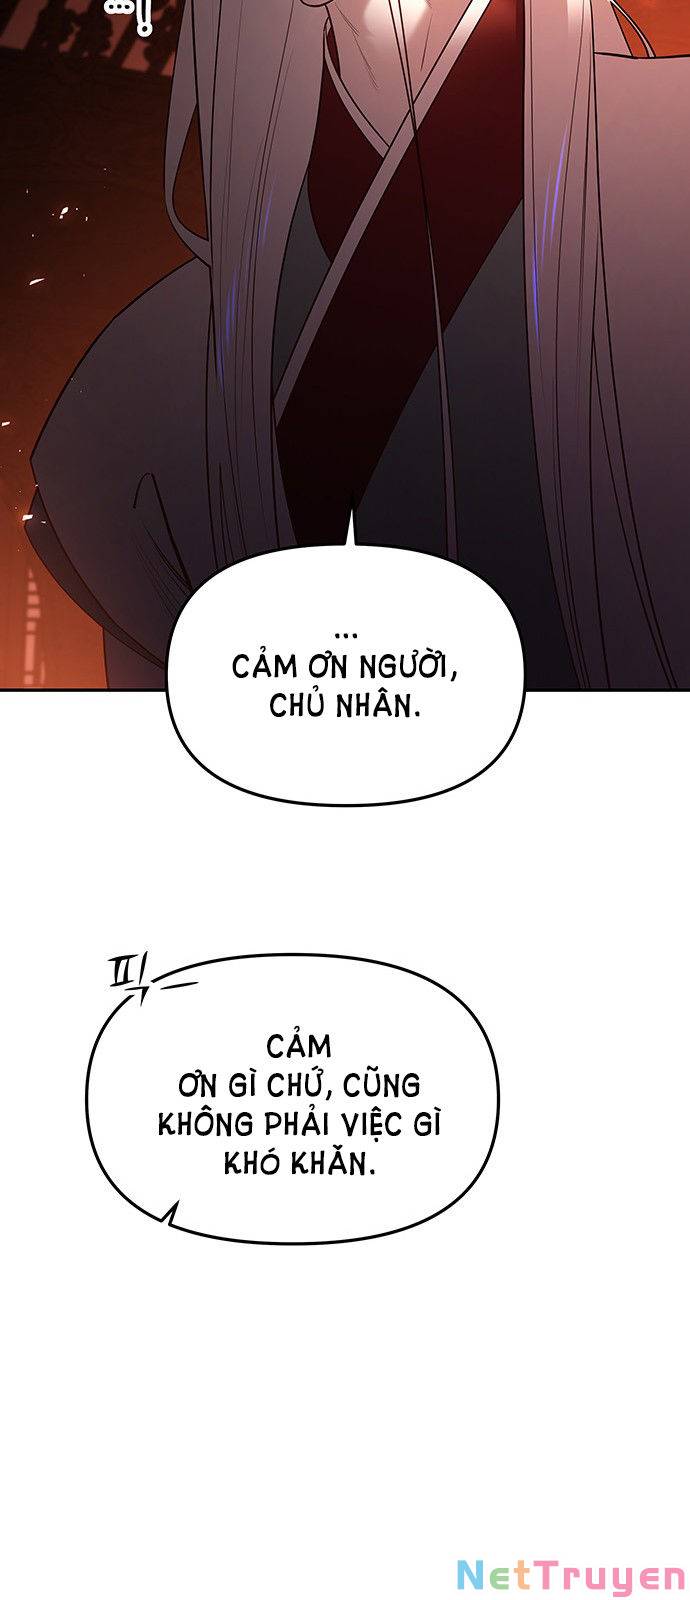 ...
CẢM ƠN NGƯỜI,
CHỦ NHÂN.
CẢM
ƠN GÌ CHỨ, CŨNG
KHÔNG PHẢI VIỆC GÌ
KHÓ KHĂN.
NetTruyen